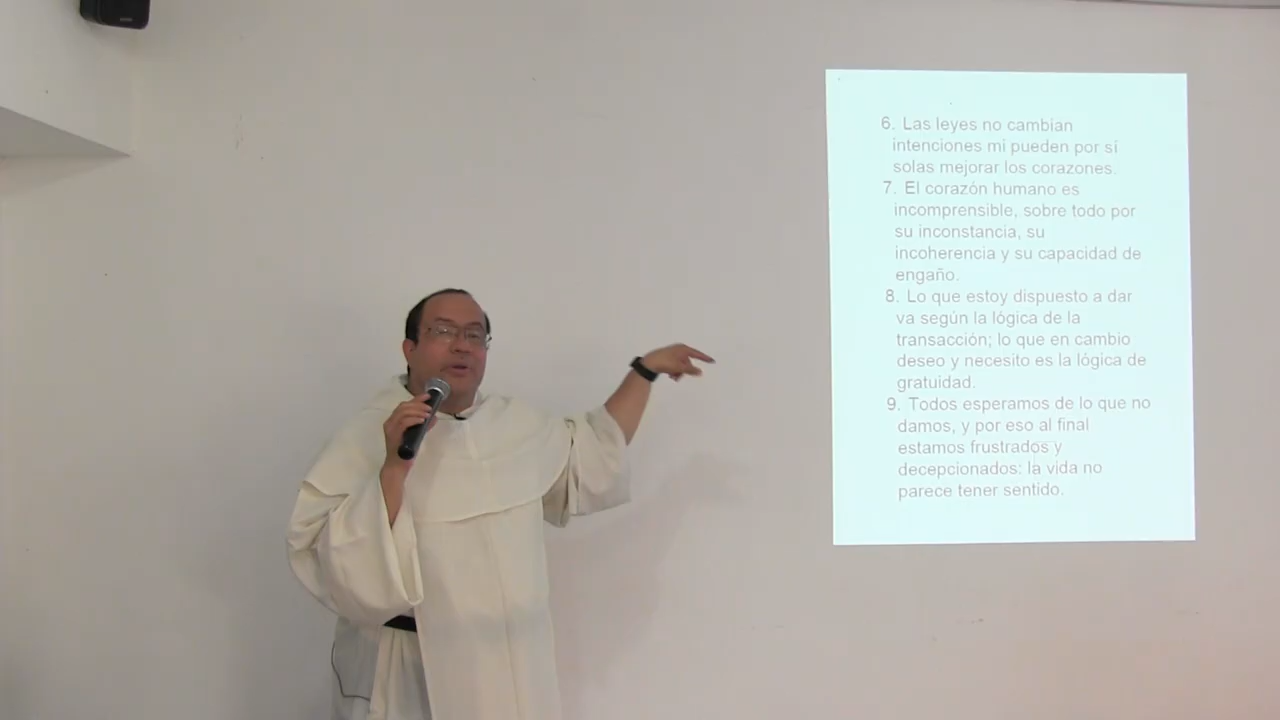 6. Las leyes no cambian
intenciones mi pueden por sí
solas mejorar los corazones.
7. El corazón humano es
incomprensible, sobre todo por
su inconstancia, su
incoherencia y su capacidad de
engaño.
8. Lo que estoy dispuesto a dar
va según la lógica de la
transacción; lo que en cambio
deseo y necesito es la lógica de
gratuidad.
9. Todos esperamos de lo que no
damos, y por eso al final
estamos frustrados y
decepcionados: la vida no
parece tener sentido.